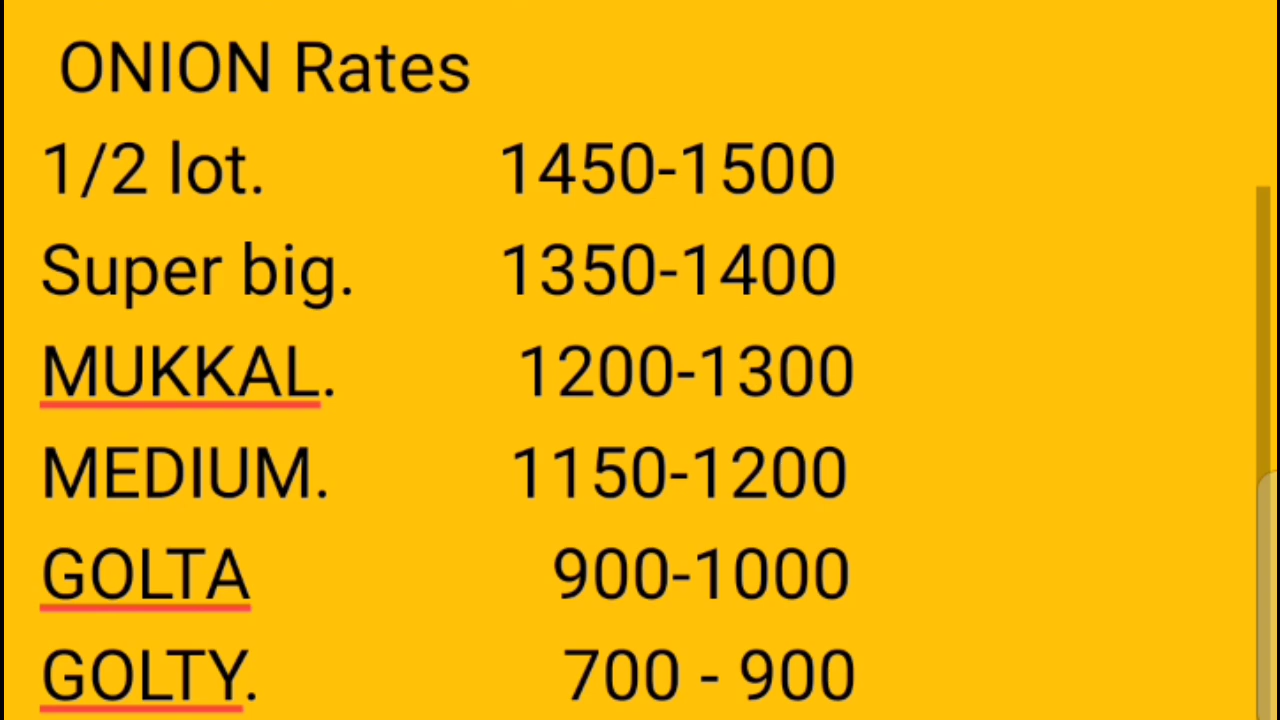 ONION Rates
1/2 lot. 1450-1500
Super big. 1350-1400
MUKKAL. 1200-1300
MEDIUM. 1150-1200
GOLTA 900-1000
GOLTY. 700 - 900